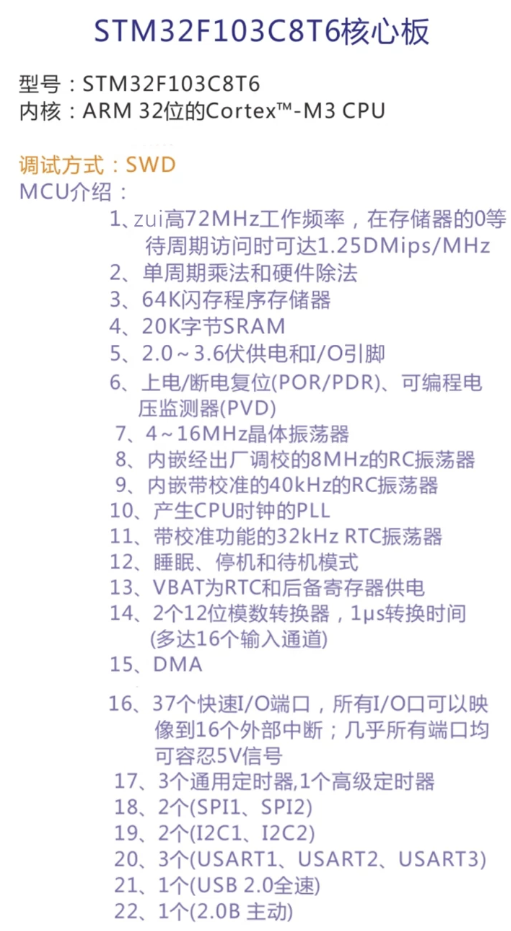 STM32F103C8T6核心板
型号：STM32F103C8T6
内核：ARM 32位的Cortex™-M3 CPU
调试方式：SWD
MCU介绍：
1、zui高72MHz工作频率，在存储器的0等
待周期访问时可达1.25DMips/MHz
2、单周期乘法和硬件除法
3、64K闪存程序存储器
4、20K字节SRAM
5、2.0～3.6伏供电和I/O引脚
6、上电/断电复位(POR/PDR)、可编程电
压监测器(PVD)
7、4～16MHz晶体振荡器
8、内嵌经出厂调校的8MHz的RC振荡器
9、内嵌带校准的40kHz的RC振荡器
10、产生CPU时钟的PLL
11、带校准功能的32kHz RTC振荡器
12、睡眠、停机和待机模式
13、VBAT为RTC和后备寄存器供电
14、2个12位模数转换器，1μs转换时间
(多达16个输入通道)
15、DMA
16、37个快速I/O端口，所有I/O口可以映
像到16个外部中断；几乎所有端口均
可容忍5V信号
17、3个通用定时器,1个高级定时器
18、2个(SPI1、SPI2)
19、2个(I2C1、I2C2)
20、3个(USART1、USART2、USART3)
21、1个(USB 2.0全速)
22、1个(2.0B 主动)